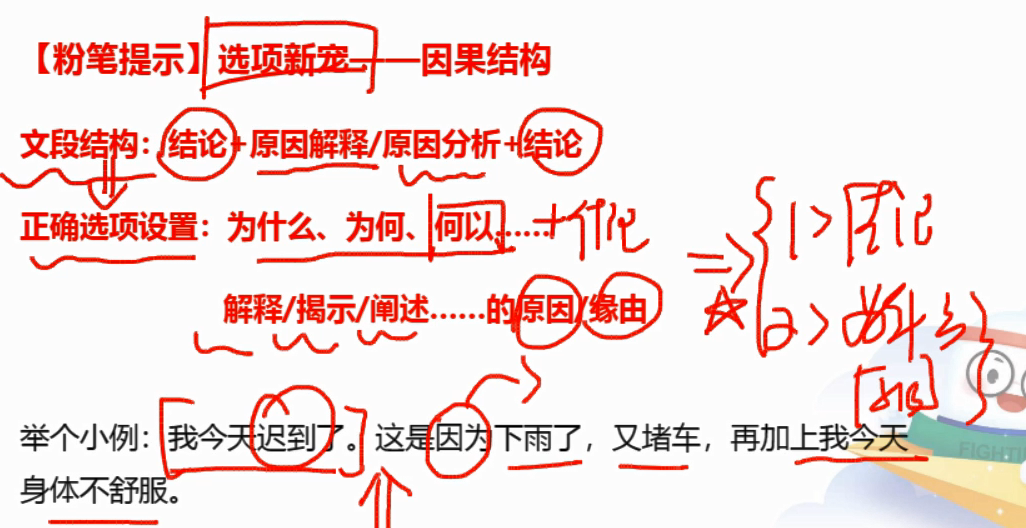 【粉笔提示】选项新宠——因果结构
文段结构：结论+原因解释/原因分析+结论
正确选项设置：为什么、为何、何以……+结论
1>结论
解释/揭示/阐述……的原因/缘由
2>
举个小例：我今天迟到了。这是因为下雨了，又堵车，再加上我今天
身体不舒服。